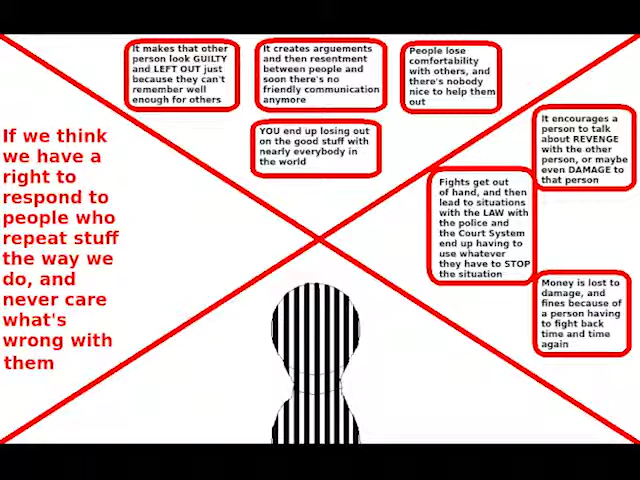 If we think
we have a
right to
respond to
people who
repeat stuff
the way we
do, and
never care
what's
wrong with
them
It makes that other
person look GUILTY
and LEFT OUT just
because they can't
remember well
enough for others
It creates arguements
and then resentment
between people and
soon there's no
friendly communication
anymore
People lose
comfortability
with others, and
there's nobody
nice to help them
out
YOU end up losing out
on the good stuff with
nearly everybody in
the world
It encourages a
person to talk
about REVENGE
with the other
person, or maybe
even DAMAGE to
that person
Fights get out
of hand, and then
lead to situations
with the LAW with
the police and
the Court System
end up having to
use whatever
they have to STOP
the situation
Money is lost to
damage, and
fines because of
a person having
to fight back
time and time
again